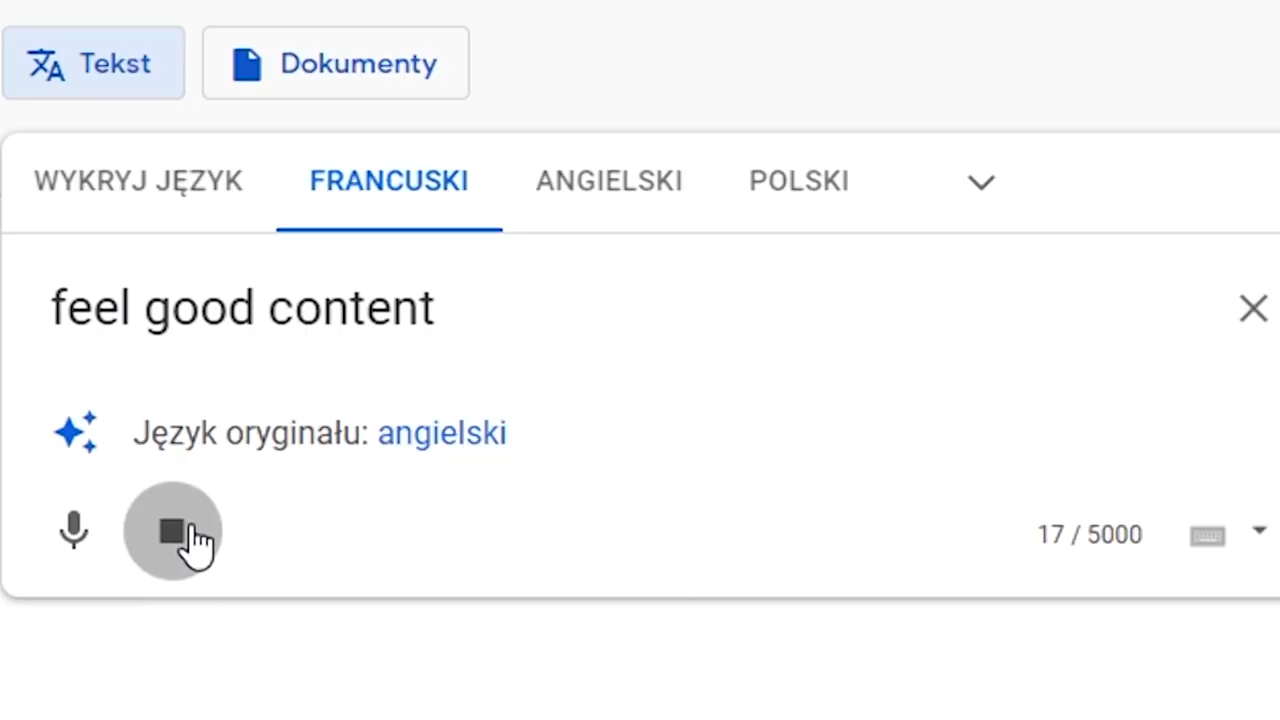 Tekst Dokumenty
WYKRYJ JĘZYK FRANCUSKI ANGIELSKI POLSKI
feel good content
Język oryginału: angielski
17 / 5000